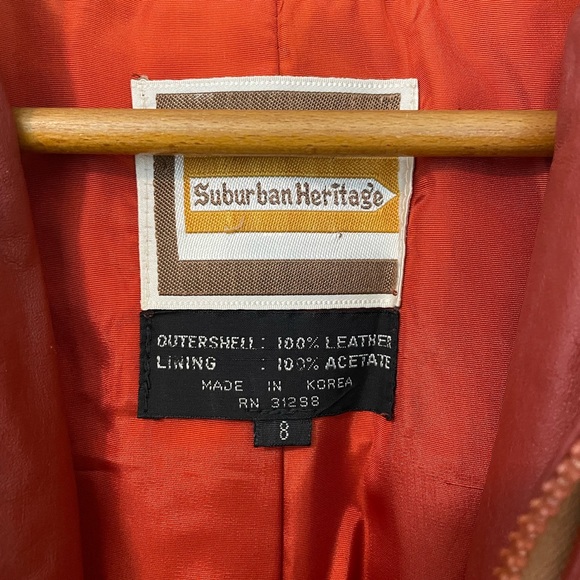 Suburban Heritage
OUTERSHELL : 100% LEATHER
LINING : 100% ACETATE
MADE IN KOREA
RN 31298
8